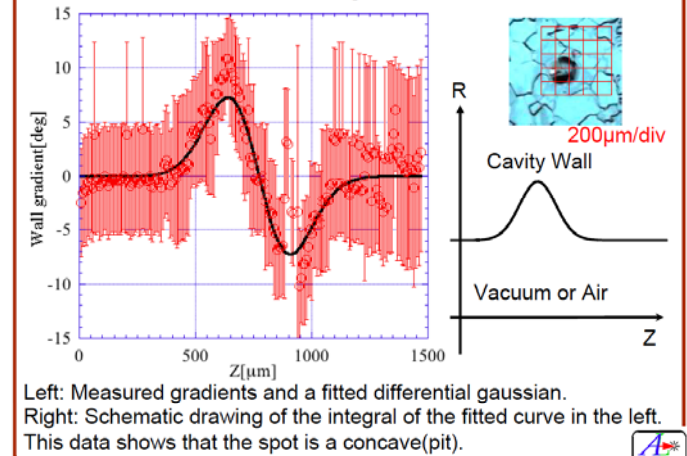 15
10
5
0
-5
-10
-15
Wall gradient[deg]
0
500
1000
1500
Z[µm]
200µm/div
R
Cavity Wall
Vacuum or Air
Z
Left: Measured gradients and a fitted differential gaussian.
Right: Schematic drawing of the integral of the fitted curve in the left.
This data shows that the spot is a concave(pit).